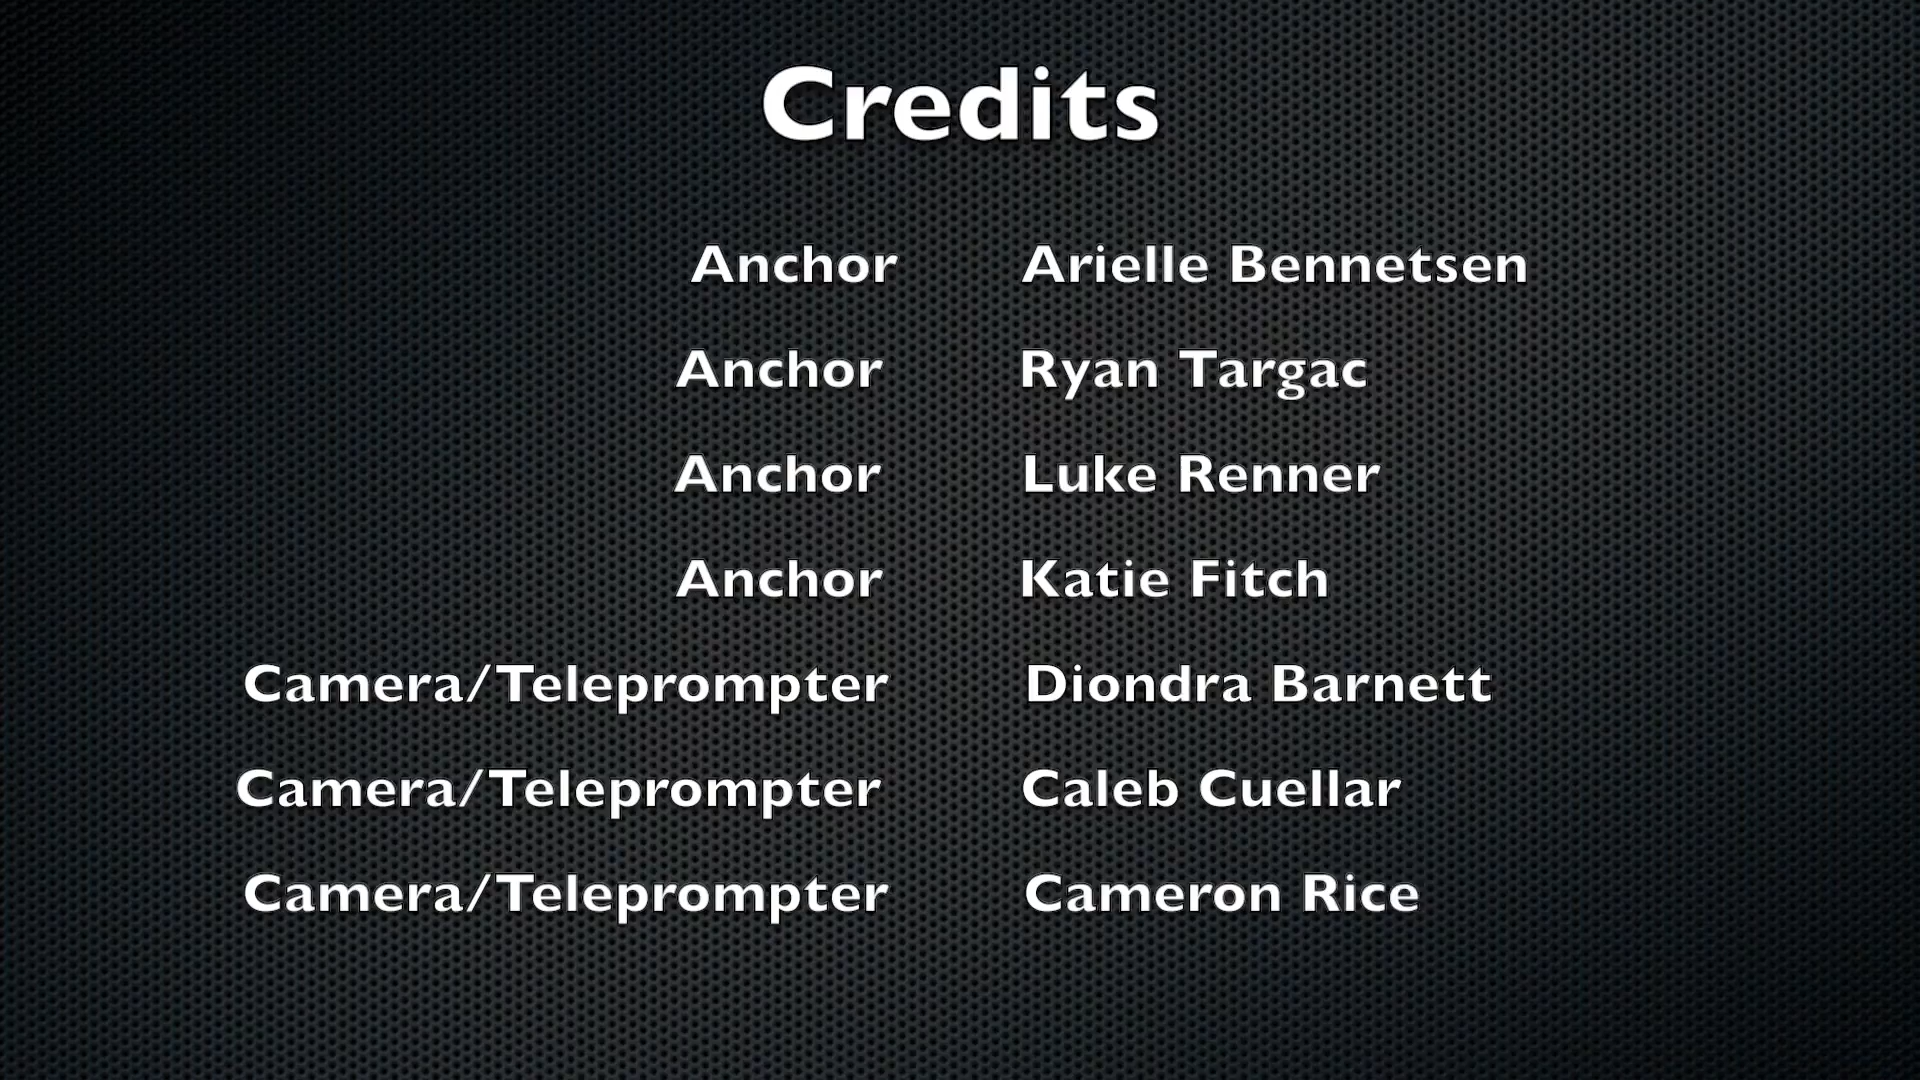 Credits
Anchor Arielle Bennetsen
Anchor Ryan Targac
Anchor Luke Renner
Anchor Katie Fitch
Camera/Teleprompter Diondra Barnett
Camera/Teleprompter Caleb Cuellar
Camera/Teleprompter Cameron Rice